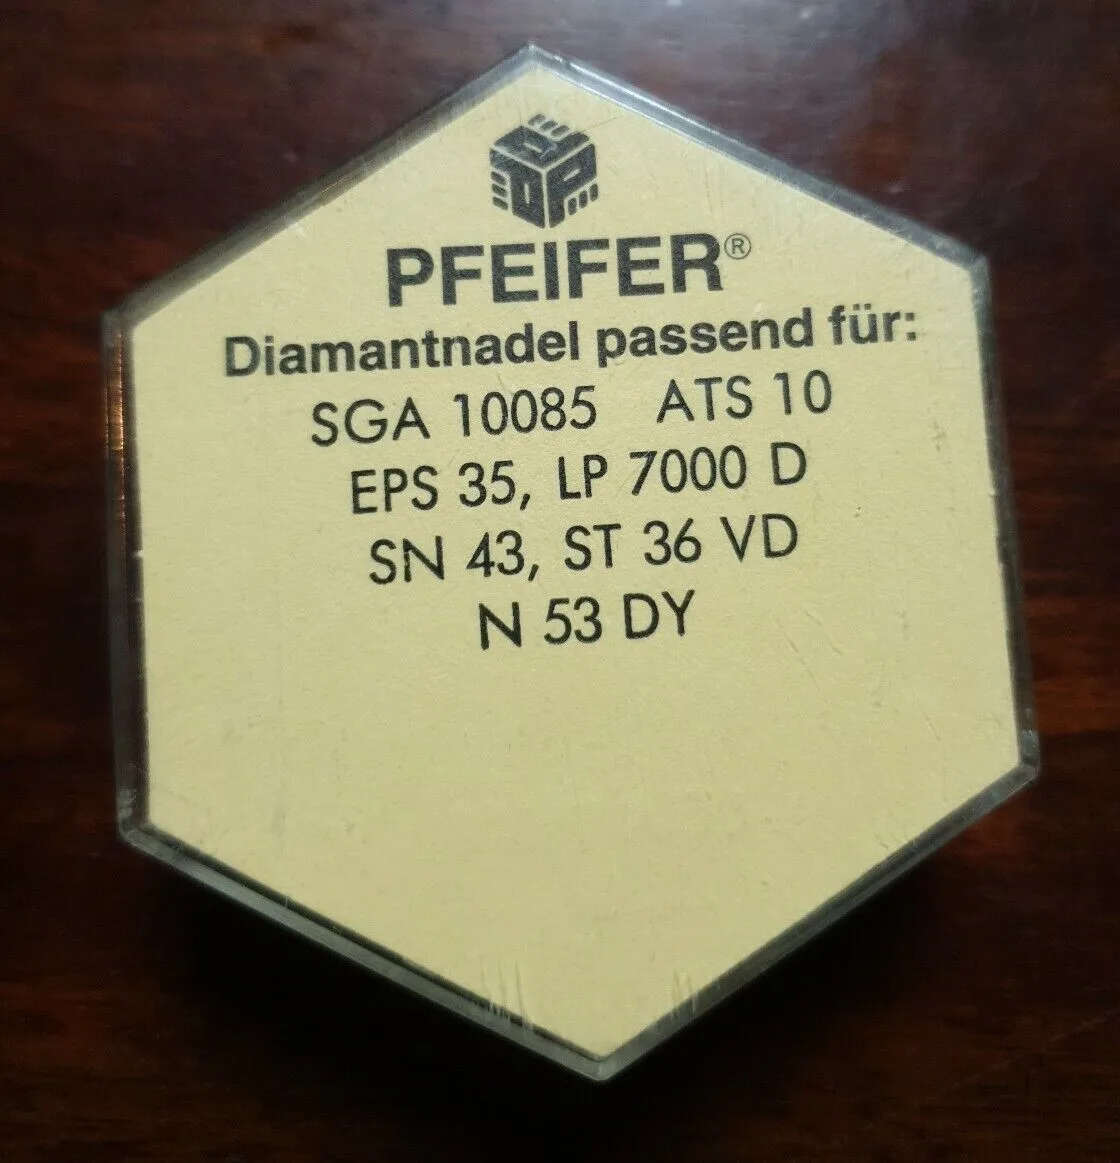 PFEIFER®
Diamantnadel passend für:
SGA 10085 ATS 10
EPS 35, LP 7000 D
SN 43, ST 36 VD
N 53 DY